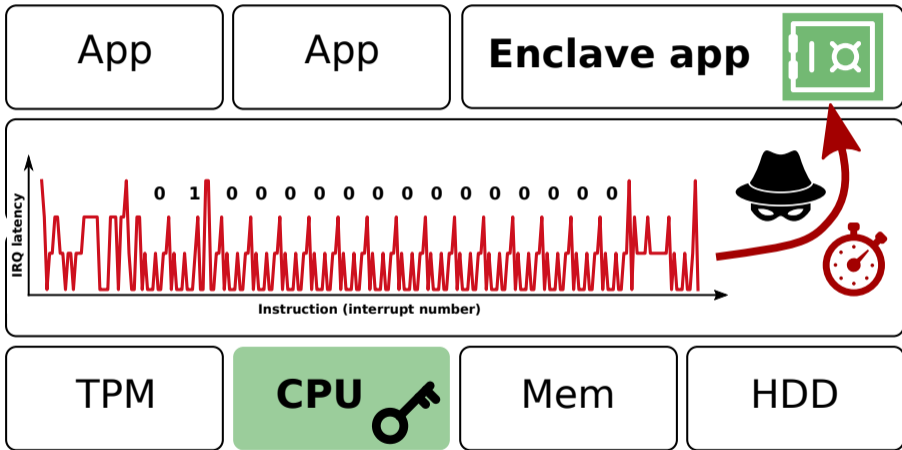 App
App
Enclave app
IRQ latency
0 1 0 0 0 0 0 0 0 0 0 0 0 0 0 0
Instruction (interrupt number)
TPM
CPU
Mem
HDD